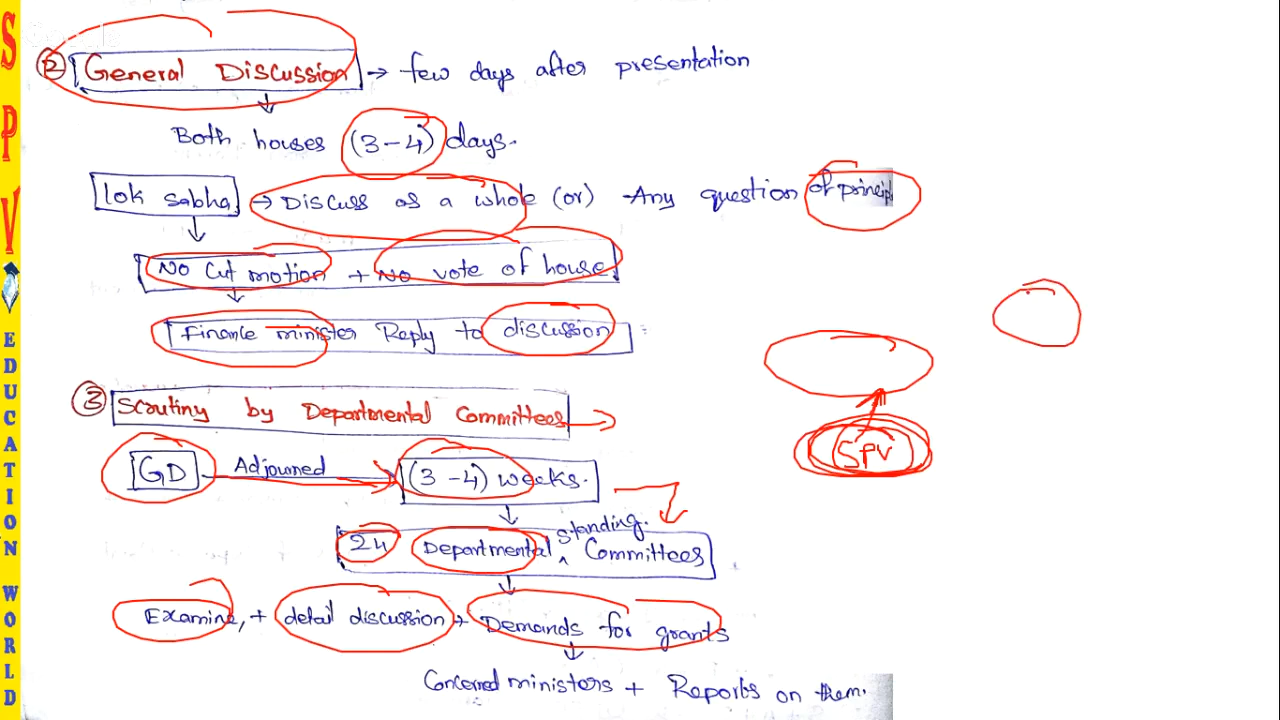 SPV EDUCATION WORLD
② General Discussion → few days after presentation
Both houses (3-4) days.
lok sabha → Discuss as a whole (or) Any question of princip
No Cut motion + No vote of house
Finance minister Reply to discussion
③ Scrutiny by Departmental Committees →
GD Adjourned (3-4) weeks.
SPV
standing.
24 Departmental ^ Committees
Examine, + detail discussion + Demands for grants
Concerned ministers + Reports on them.